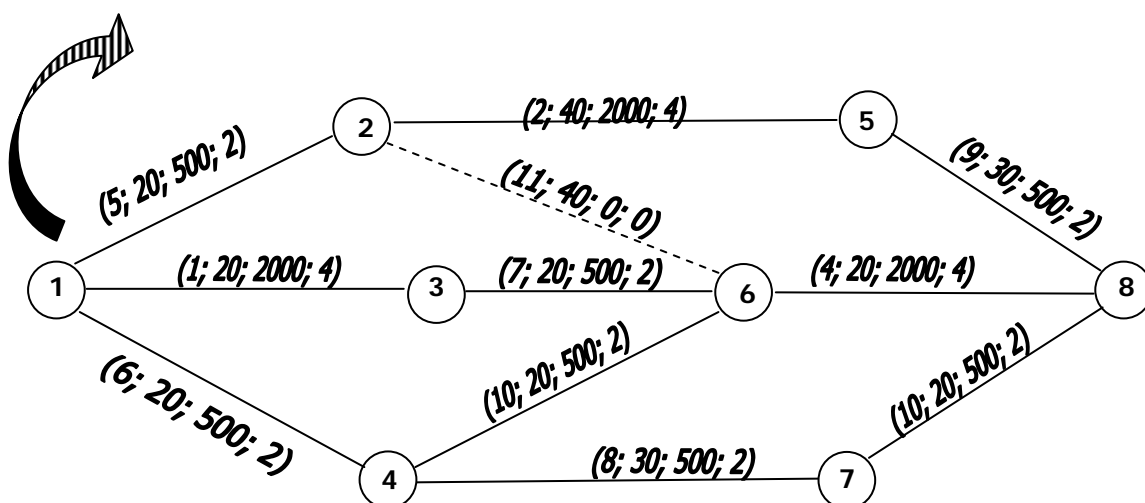 (2; 40; 2000; 4)
2
5
(5; 20; 500; 2)
(9; 30; 500; 2)
(11; 40; 0; 0)
1
(1; 20; 2000; 4)
3
(7; 20; 500; 2)
6
(4; 20; 2000; 4)
8
(6; 20; 500; 2)
(10; 20; 500; 2)
(10; 20; 500; 2)
4
(8; 30; 500; 2)
7